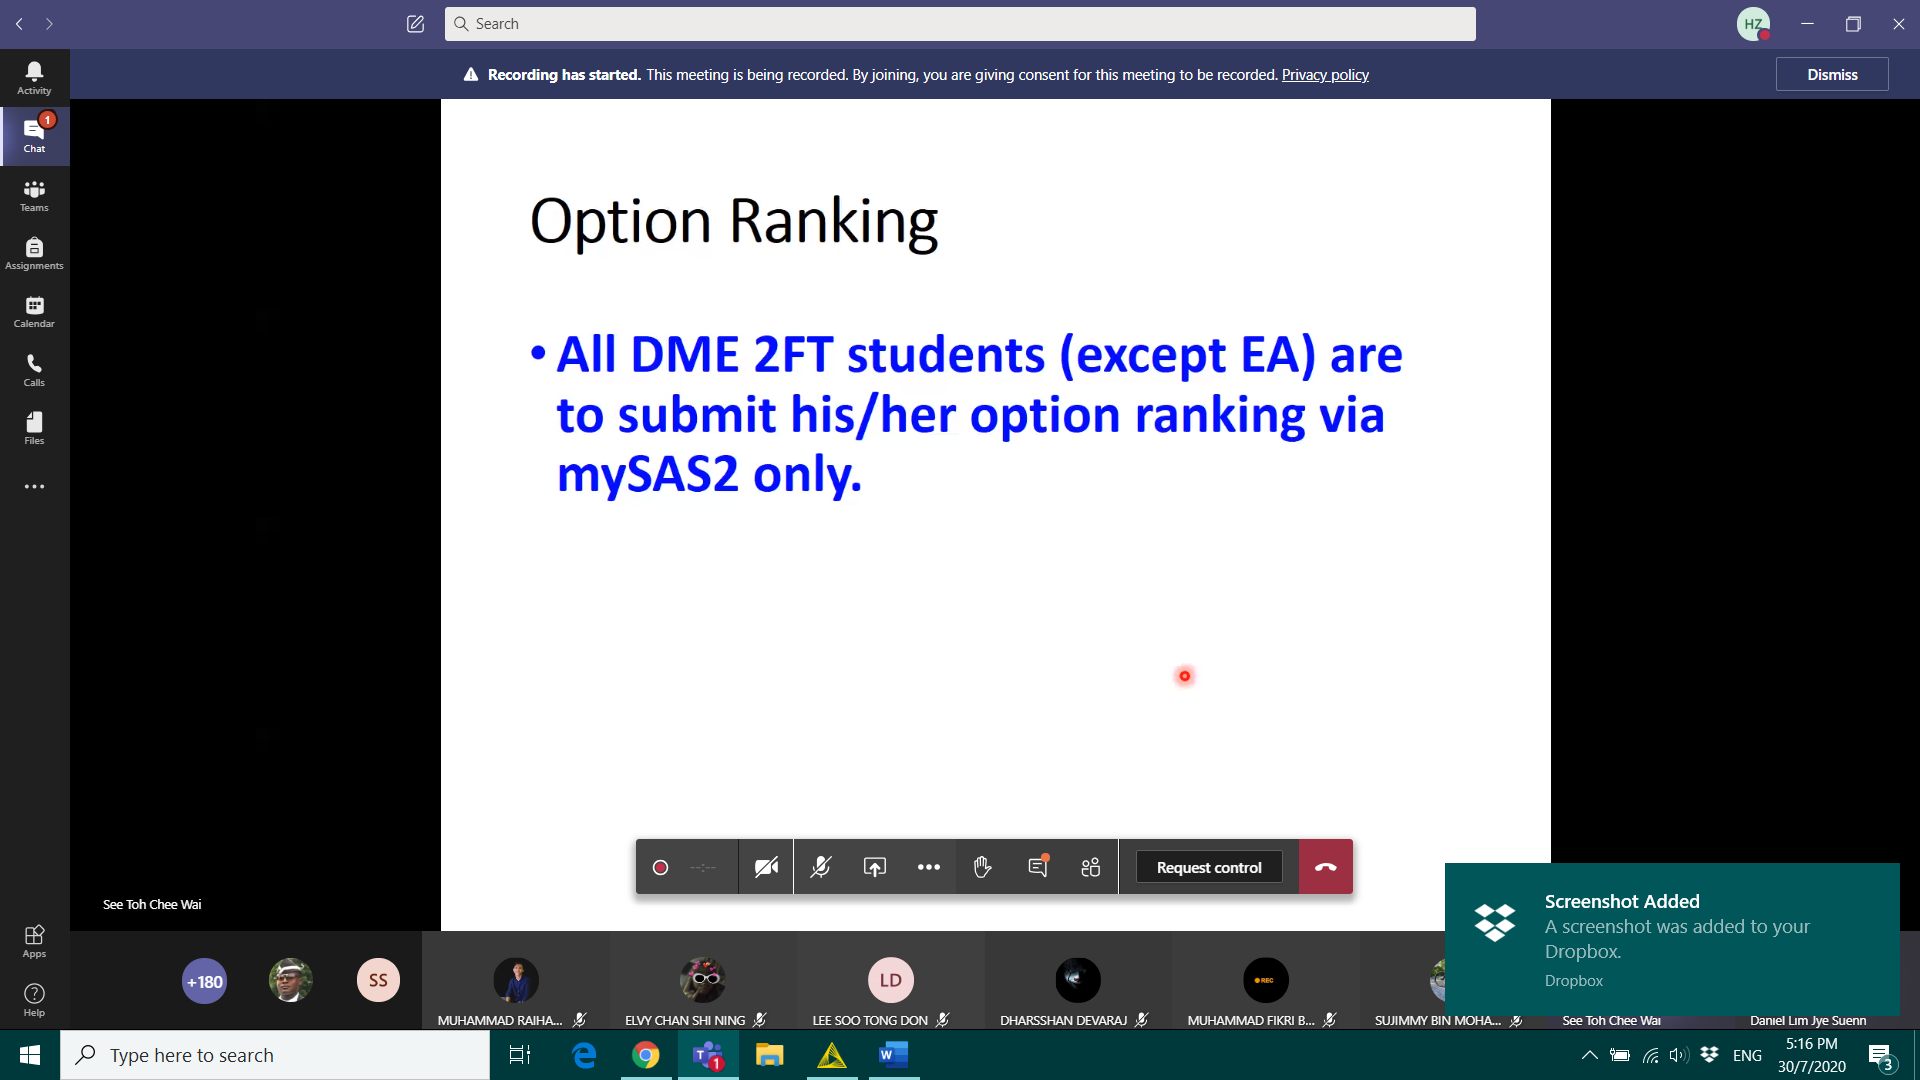 Search
HZ
Recording has started. This meeting is being recorded. By joining, you are giving consent for this meeting to be recorded. Privacy policy
Dismiss
Activity
1
Chat
Teams
Assignments
Calendar
Calls
Files
Apps
Help
Option Ranking
• All DME 2FT students (except EA) are
to submit his/her option ranking via
mySAS2 only.
--:--
Request control
See Toh Chee Wai
Screenshot Added
A screenshot was added to your
Dropbox.
Dropbox
+180
SS
LD
REC
MUHAMMAD RAIHA...
ELVY CHAN SHI NING
LEE SOO TONG DON
DHARSSHAN DEVARAJ
MUHAMMAD FIKRI B...
SUJIMMY BIN MOHA...
See Toh Chee Wai
Daniel Lim Jye Suenn
Type here to search
T
1
W
ENG
5:16 PM
30/7/2020
3